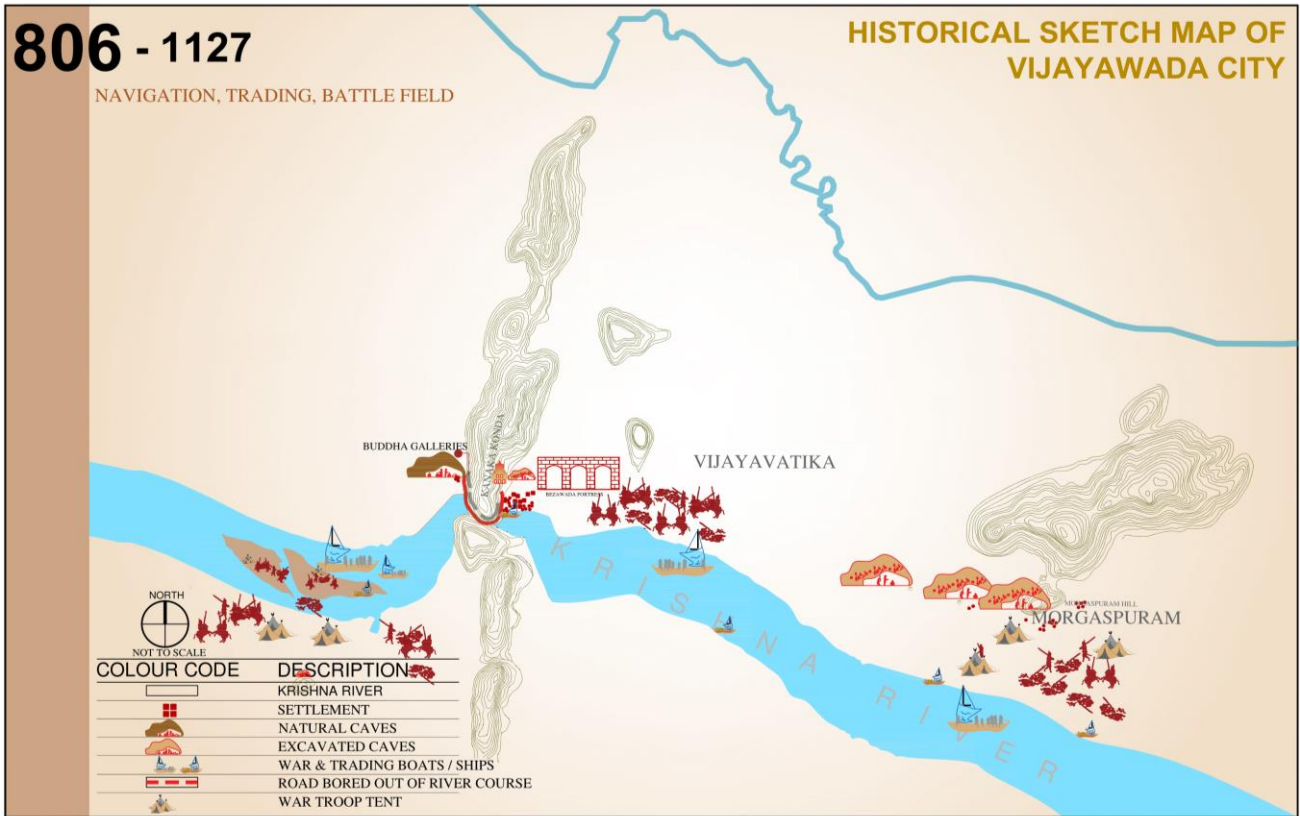 806 - 1127
NAVIGATION, TRADING, BATTLE FIELD
HISTORICAL SKETCH MAP OF
VIJAYAWADA CITY
BUDDHA GALLERIES
KANAKA KONDA
BEZAWADA FORTRESS
VIJAYAVATIKA
KRISHNA RIVER
MORGASPURAM HILL
MORGASPURAM
NORTH
NOT TO SCALE
COLOUR CODE DESCRIPTION
KRISHNA RIVER
SETTLEMENT
NATURAL CAVES
EXCAVATED CAVES
WAR & TRADING BOATS / SHIPS
ROAD BORED OUT OF RIVER COURSE
WAR TROOP TENT